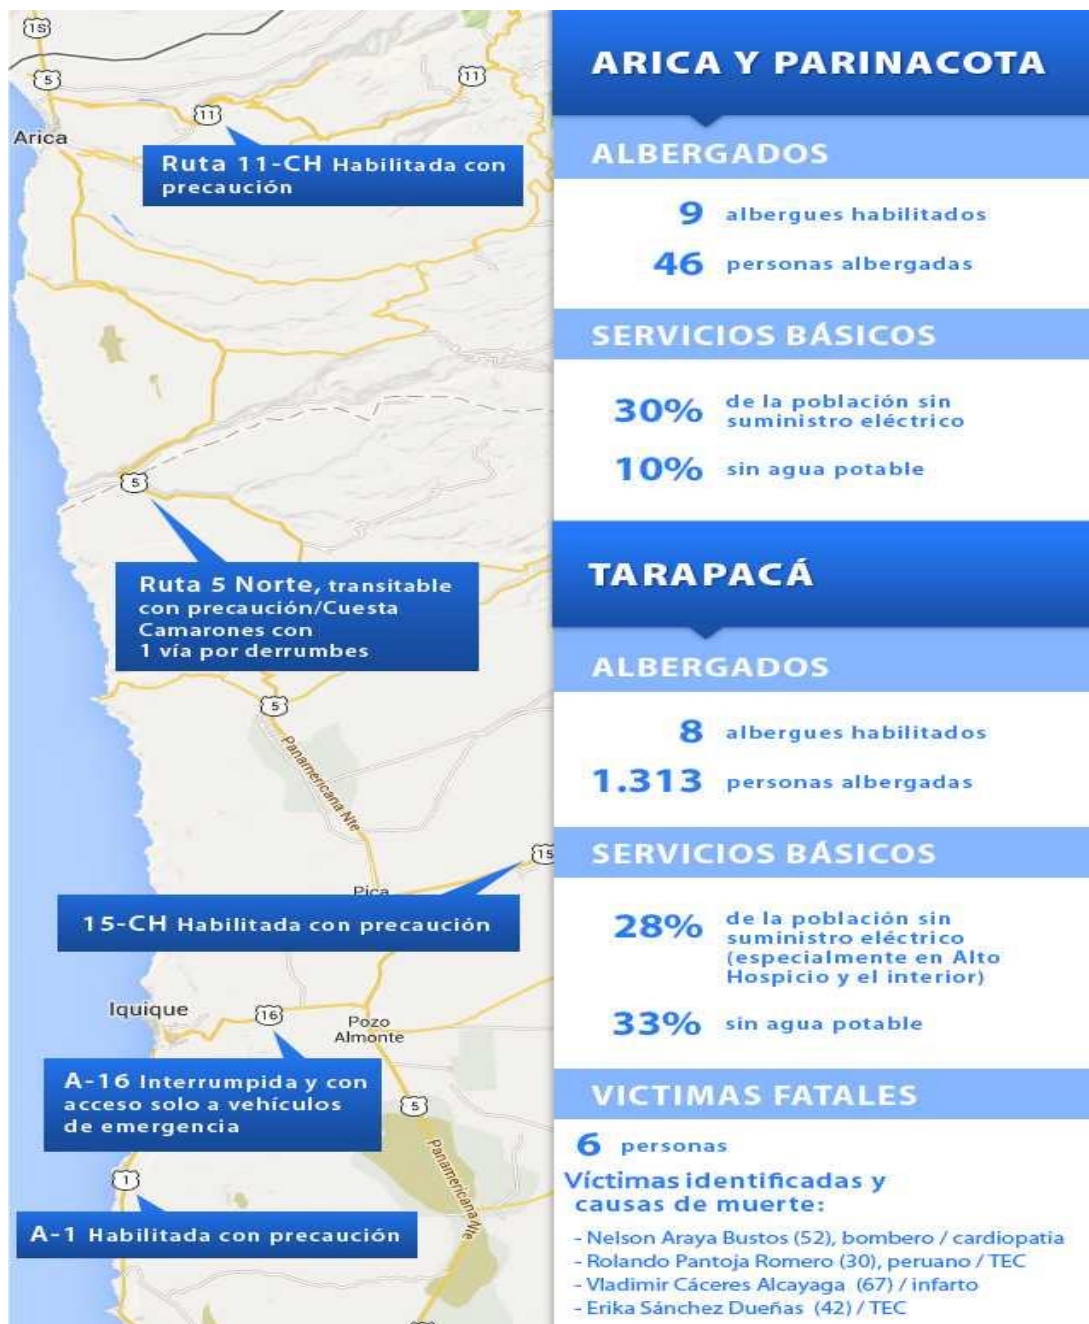 1S
5
11
11
Arica
Ruta 11-CH Habilitada con
precaución
5
Ruta 5 Norte, transitable
con precaución/Cuesta
Camarones con
1 vía por derrumbes
5
Panamericana Nte
15
Pica
15-CH Habilitada con precaución
Iquique
16
Pozo
Almonte
A-16 Interrumpida y con
acceso solo a vehículos
de emergencia
5
Panamericana Nte
1
A-1 Habilitada con precaución
ARICA Y PARINACOTA
ALBERGADOS
9 albergues habilitados
46 personas albergadas
SERVICIOS BÁSICOS
30% de la población sin
suministro eléctrico
10% sin agua potable
TARAPACÁ
ALBERGADOS
8 albergues habilitados
1.313 personas albergadas
SERVICIOS BÁSICOS
28% de la población sin
suministro eléctrico
(especialmente en Alto
Hospicio y el interior)
33% sin agua potable
VICTIMAS FATALES
6 personas
Víctimas identificadas y
causas de muerte:
- Nelson Araya Bustos (52), bombero / cardiopatia
- Rolando Pantoja Romero (30), peruano / TEC
- Vladimir Cáceres Alcayaga (67) / infarto
- Erika Sánchez Dueñas (42) / TEC